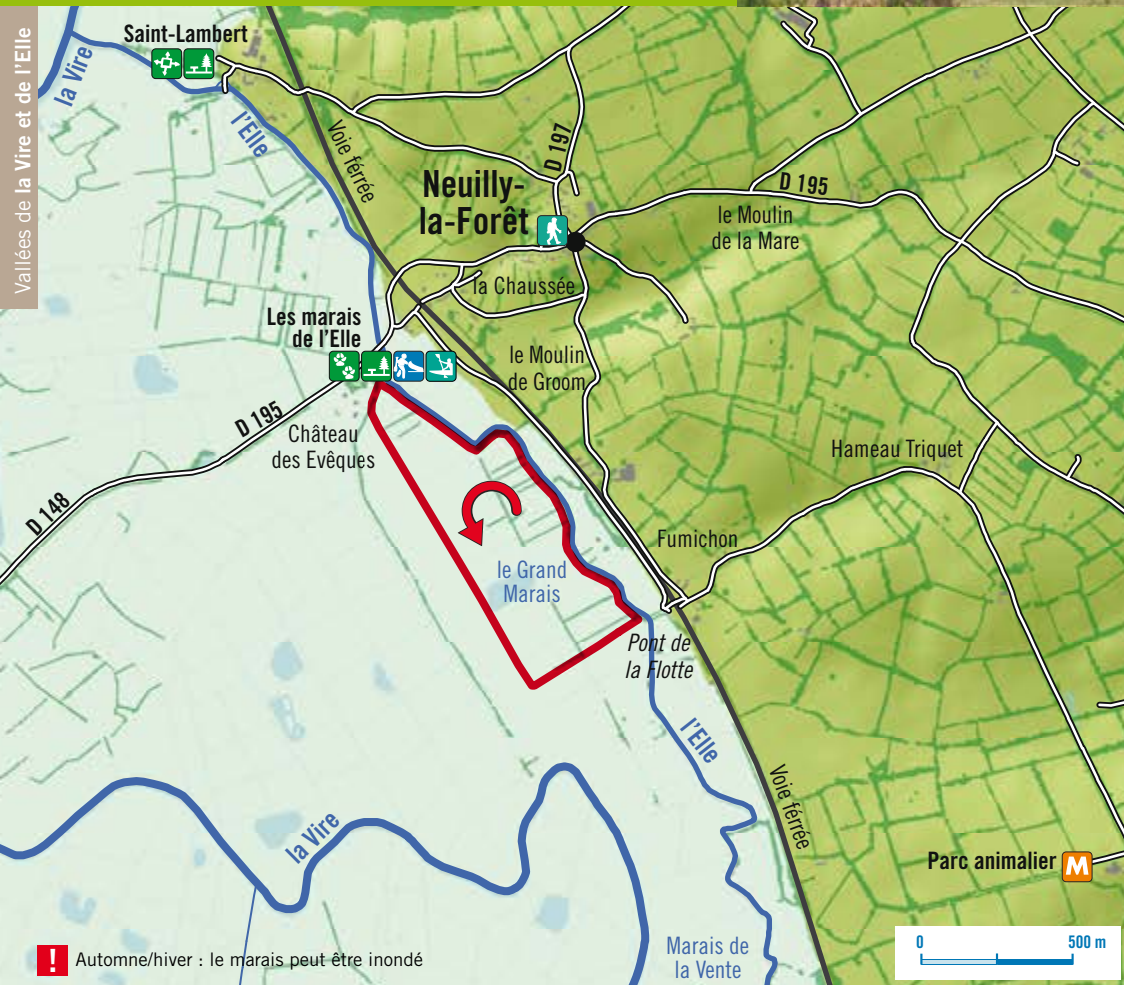 Vallées de la Vire et de l'Elle
Saint-Lambert
la Vire
l'Elle
Voie férrée
D 197
Neuilly-
la-Forêt
D 195
le Moulin
de la Mare
la Chaussée
Les marais
de l'Elle
le Moulin
de Groom
D 195
Château
des Evêques
Hameau Triquet
D 148
Fumichon
le Grand
Marais
Pont de
la Flotte
l'Elle
Voie férrée
la Vire
Parc animalier M
! Automne/hiver : le marais peut être inondé
Marais de
la Vente
0 500 m